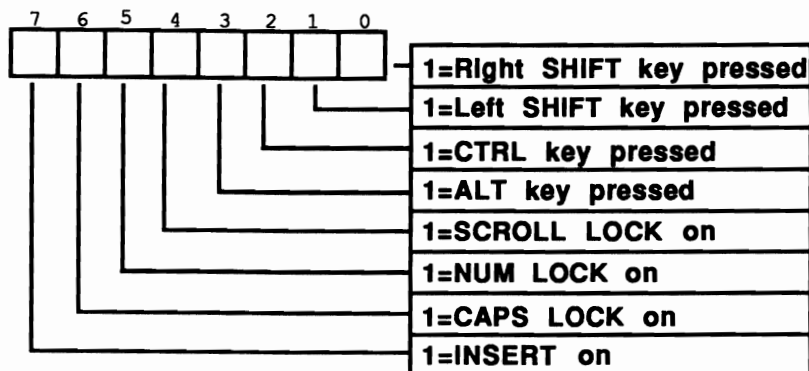 7 6 5 4 3 2 1 0
1=Right SHIFT key pressed
1=Left SHIFT key pressed
1=CTRL key pressed
1=ALT key pressed
1=SCROLL LOCK on
1=NUM LOCK on
1=CAPS LOCK on
1=INSERT on